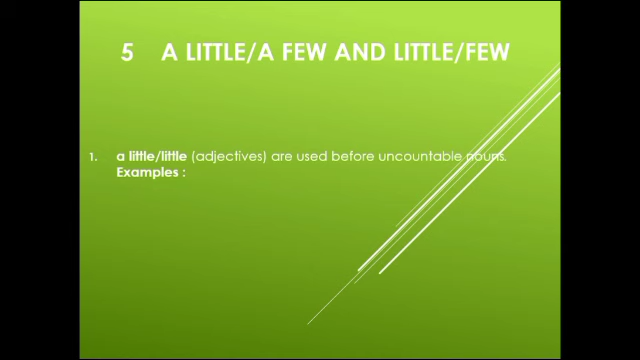 5 A LITTLE/A FEW AND LITTLE/FEW
1. a little/little (adjectives) are used before uncountable nouns.
Examples :